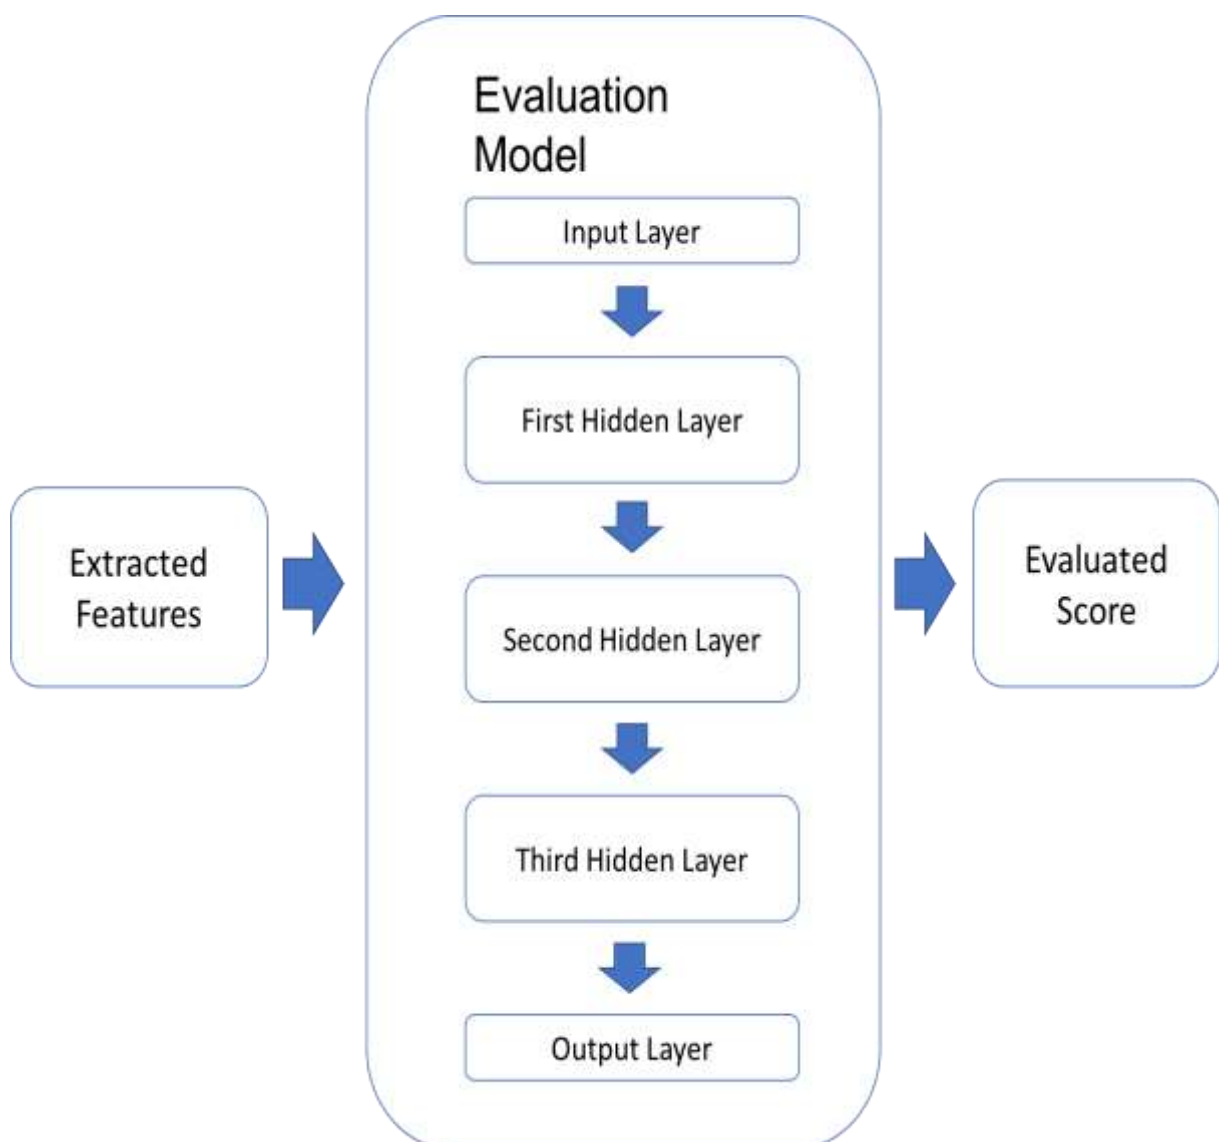 Evaluation
Model
Input Layer
First Hidden Layer
Extracted
Features
Second Hidden Layer
Evaluated
Score
Third Hidden Layer
Output Layer